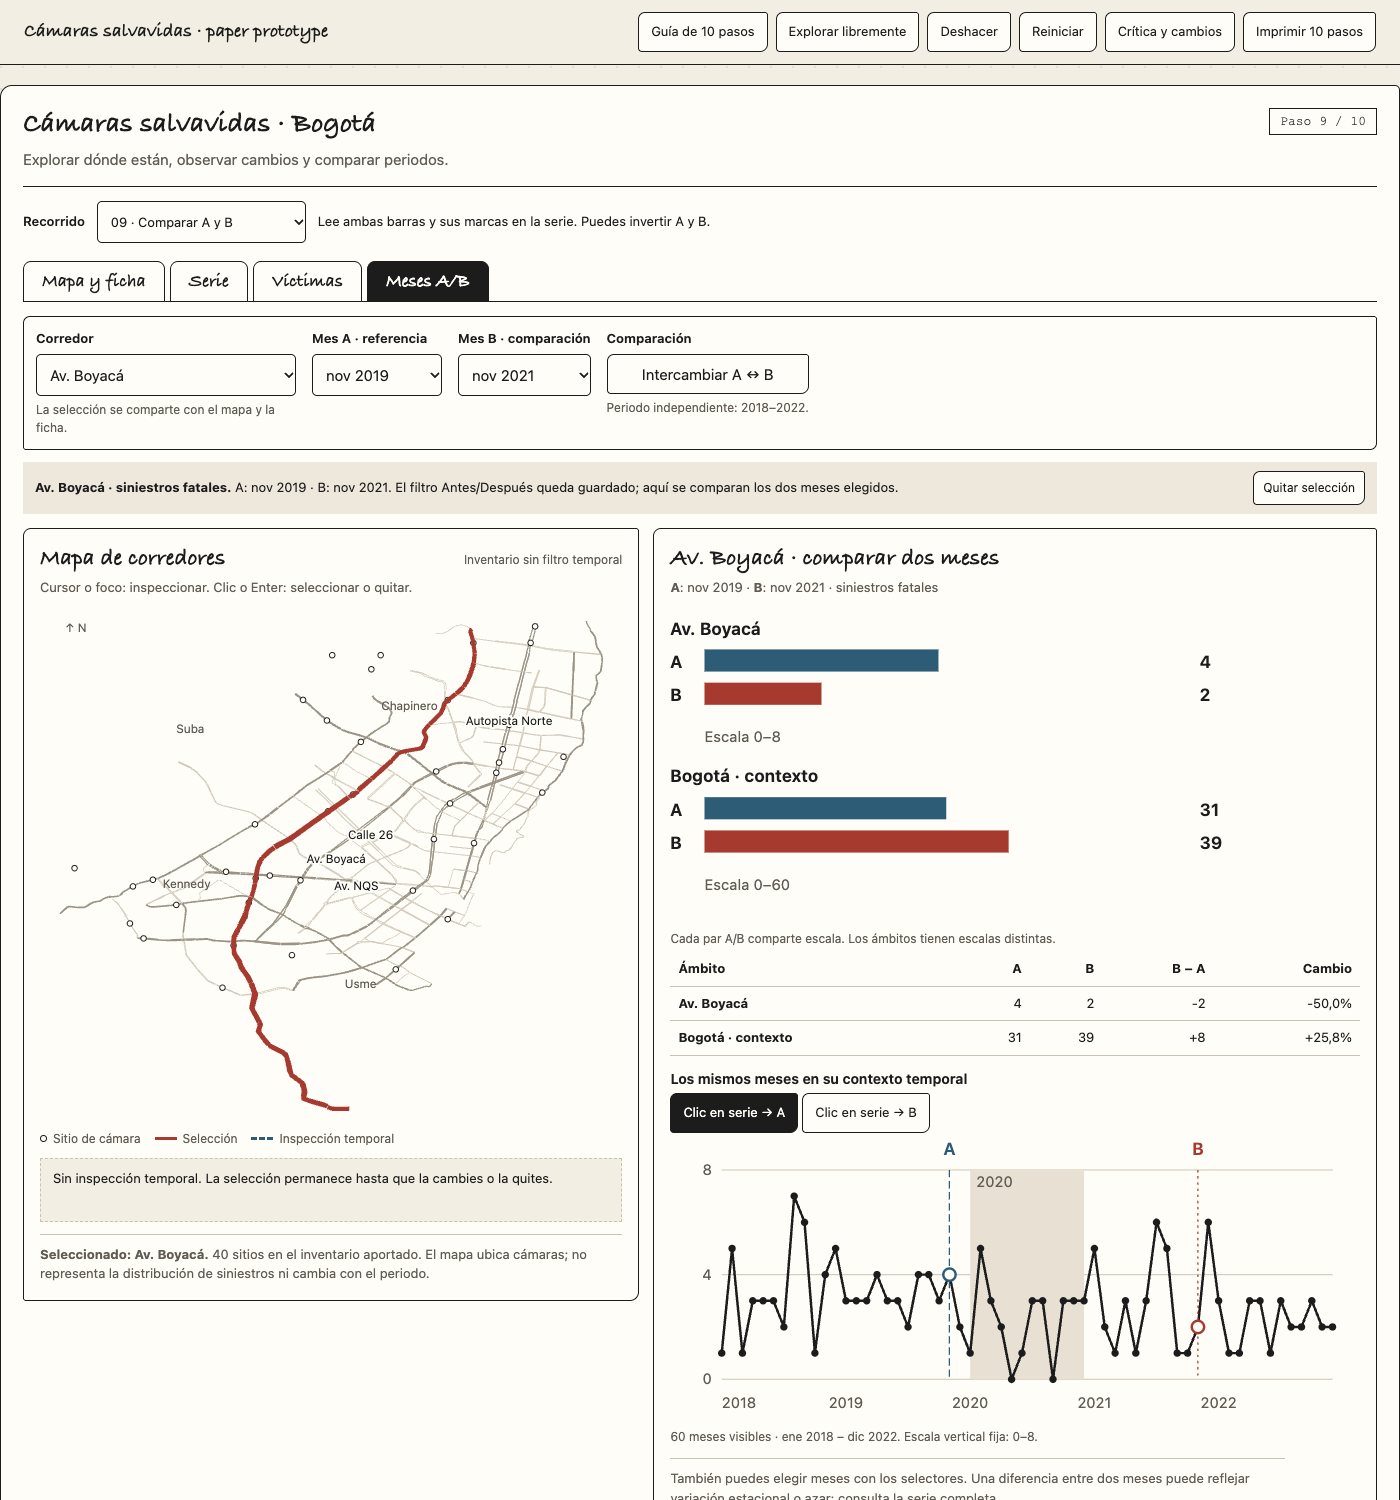 Cámaras salvavidas · paper prototype
Guía de 10 pasos
Explorar libremente
Deshacer
Reiniciar
Crítica y cambios
Imprimir 10 pasos
Cámaras salvavidas · Bogotá
Paso 9 / 10
Explorar dónde están, observar cambios y comparar periodos.
Recorrido
09 · Comparar A y B
Lee ambas barras y sus marcas en la serie. Puedes invertir A y B.
Mapa y ficha
Serie
Víctimas
Meses A/B
Corredor
Mes A · referencia
Mes B · comparación
Comparación
Av. Boyacá
nov 2019
nov 2021
Intercambiar A ↔ B
La selección se comparte con el mapa y la
ficha.
Periodo independiente: 2018–2022.
Av. Boyacá · siniestros fatales. A: nov 2019 · B: nov 2021. El filtro Antes/Después queda guardado; aquí se comparan los dos meses elegidos.
Quitar selección
Mapa de corredores
Inventario sin filtro temporal
Cursor o foco: inspeccionar. Clic o Enter: seleccionar o quitar.
↑ N
Chapinero
Autopista Norte
Suba
Calle 26
Av. Boyacá
Kennedy
Av. NQS
Usme
Sitio de cámara
Selección
Inspección temporal
Sin inspección temporal. La selección permanece hasta que la cambies o la quites.
Seleccionado: Av. Boyacá. 40 sitios en el inventario aportado. El mapa ubica cámaras; no
representa la distribución de siniestros ni cambia con el periodo.
Av. Boyacá · comparar dos meses
A: nov 2019 · B: nov 2021 · siniestros fatales
Av. Boyacá
A 4
B 2
Escala 0–8
Bogotá · contexto
A 31
B 39
Escala 0–60
Cada par A/B comparte escala. Los ámbitos tienen escalas distintas.
Ámbito A B B – A Cambio
Av. Boyacá 4 2 -2 -50,0%
Bogotá · contexto 31 39 +8 +25,8%
Los mismos meses en su contexto temporal
Clic en serie → A
Clic en serie → B
A
B
8
2020
4
0
2018 2019 2020 2021 2022
60 meses visibles · ene 2018 – dic 2022. Escala vertical fija: 0–8.
También puedes elegir meses con los selectores. Una diferencia entre dos meses puede reflejar
variación estacional o azar; consulta la serie completa.